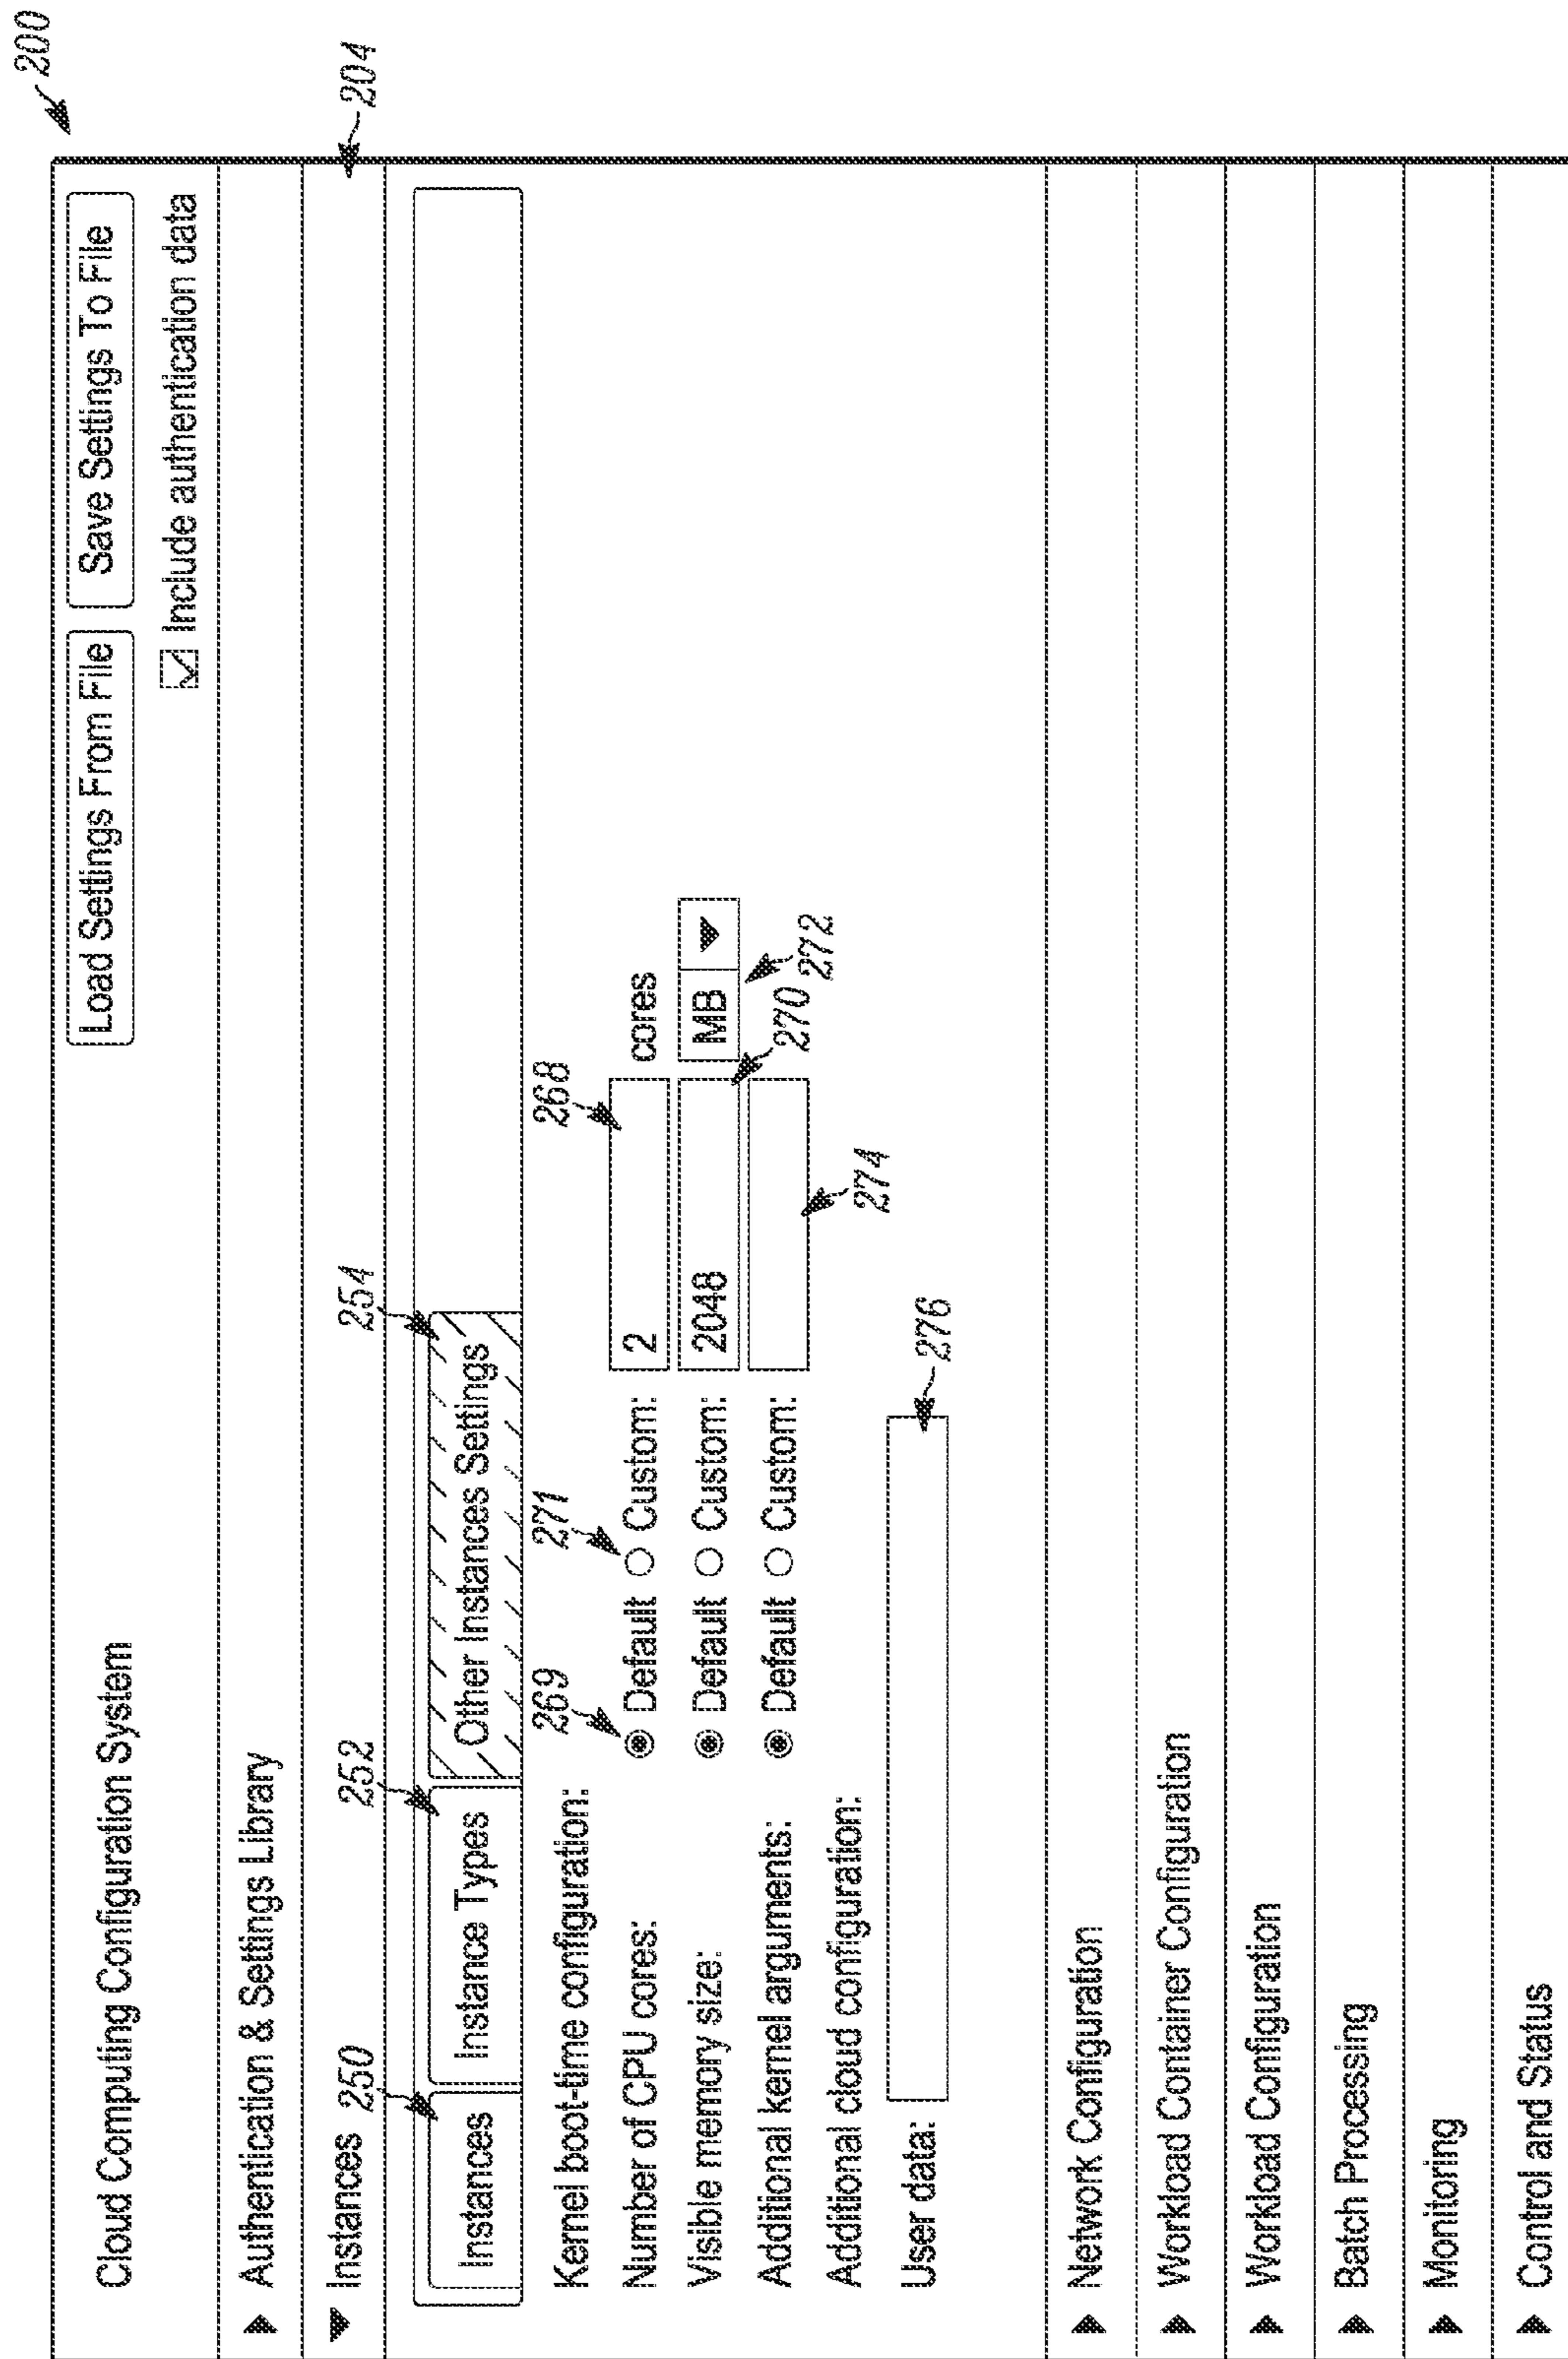 200
Cloud Computing Configuration System
Load Settings From File Save Settings To File
Include authentication data
Authentication & Settings Library
Instances 250 252 254 204
Instances Instance Types Other Instances Settings
Kernel boot-time configuration: 269 271 268
Number of CPU cores: Default Custom: 2 cores
Visible memory size: Default Custom: 2048 MB
Additional kernel arguments: Default Custom: 270 272
Additional cloud configuration: 274
User data: 276
Network Configuration
Workload Container Configuration
Workload Configuration
Batch Processing
Monitoring
Control and Status